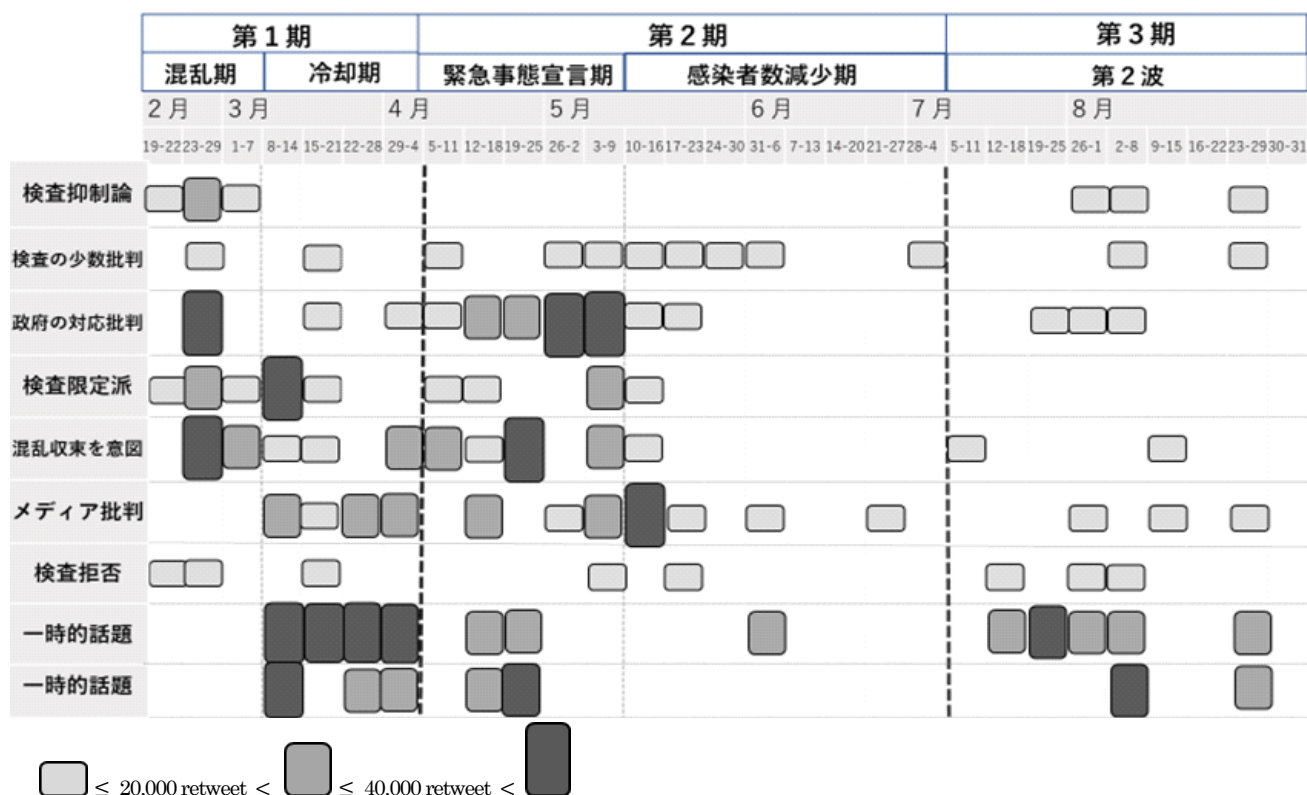 第1期 第2期 第3期
混乱期 冷却期 緊急事態宣言期 感染者数減少期 第2波
2月 3月 4月 5月 6月 7月 8月
19-22 23-29 1-7 8-14 15-21 22-28 29-4 5-11 12-18 19-25 26-2 3-9 10-16 17-23 24-30 31-6 7-13 14-20 21-27 28-4 5-11 12-18 19-25 26-1 2-8 9-15 16-22 23-29 30-31
検査抑制論
検査の少数批判
政府の対応批判
検査限定派
混乱収束を意図
メディア批判
検査拒否
一時的話題
一時的話題
≤ 20,000 retweet < ≤ 40,000 retweet <